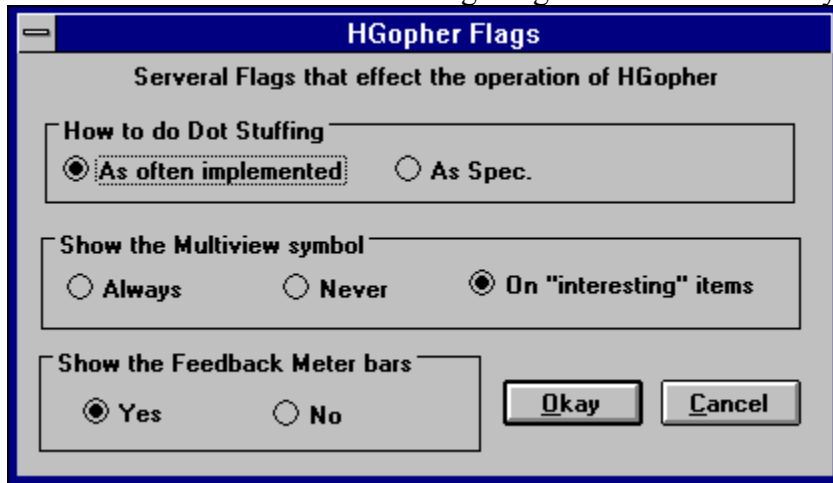 HGopher Flags
Serveral Flags that effect the operation of HGopher
How to do Dot Stuffing
As often implemented As Spec.
Show the Multiview symbol
Always Never On "interesting" items
Show the Feedback Meter bars
Yes No Okay Cancel